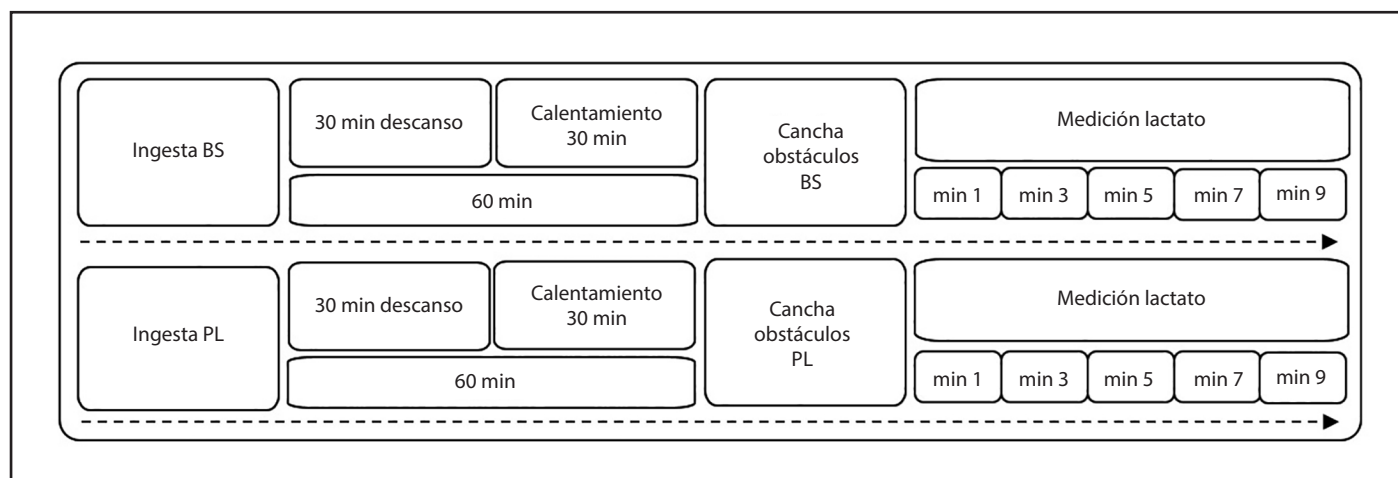 Ingesta BS
30 min descanso
Calentamiento
30 min
60 min
Cancha
obstáculos
BS
Medición lactato
min 1
min 3
min 5
min 7
min 9
Ingesta PL
30 min descanso
Calentamiento
30 min
60 min
Cancha
obstáculos
PL
Medición lactato
min 1
min 3
min 5
min 7
min 9